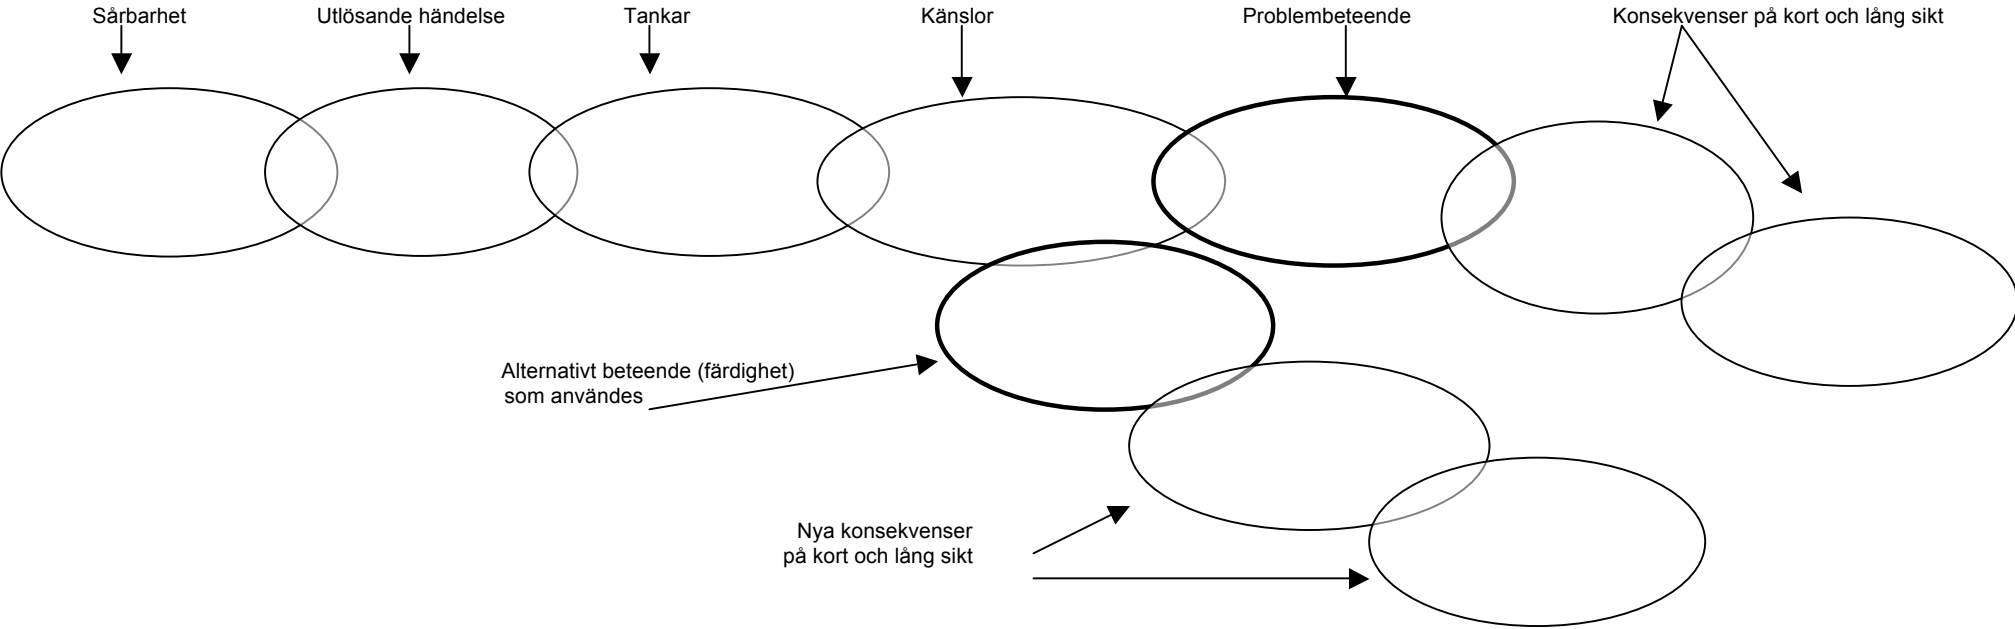 Sårbarhet
Utlösande händelse
Tankar
Känslor
Problembeteende
Konsekvenser på kort och lång sikt
Alternativt beteende (färdighet)
som användes
Nya konsekvenser
på kort och lång sikt